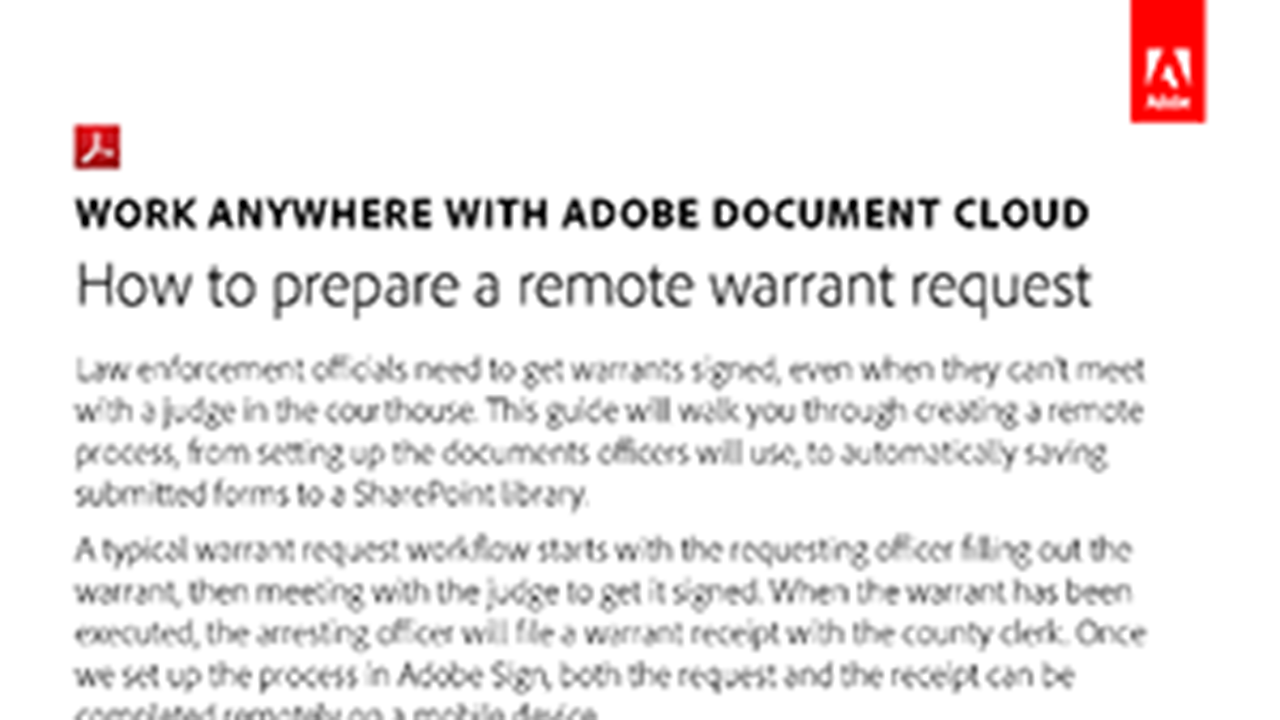 Adobe
WORK ANYWHERE WITH ADOBE DOCUMENT CLOUD
How to prepare a remote warrant request
Law enforcement officials need to get warrants signed, even when they can't meet
with a judge in the courthouse. This guide will walk you through creating a remote
process, from setting up the documents officers will use, to automatically saving
submitted forms to a SharePoint library.
A typical warrant request workflow starts with the requesting officer filling out the
warrant, then meeting with the judge to get it signed. When the warrant has been
executed, the arresting officer will file a warrant receipt with the county clerk. Once
we set up the process in Adobe Sign, both the request and the receipt can be
completed remotely on a mobile device.